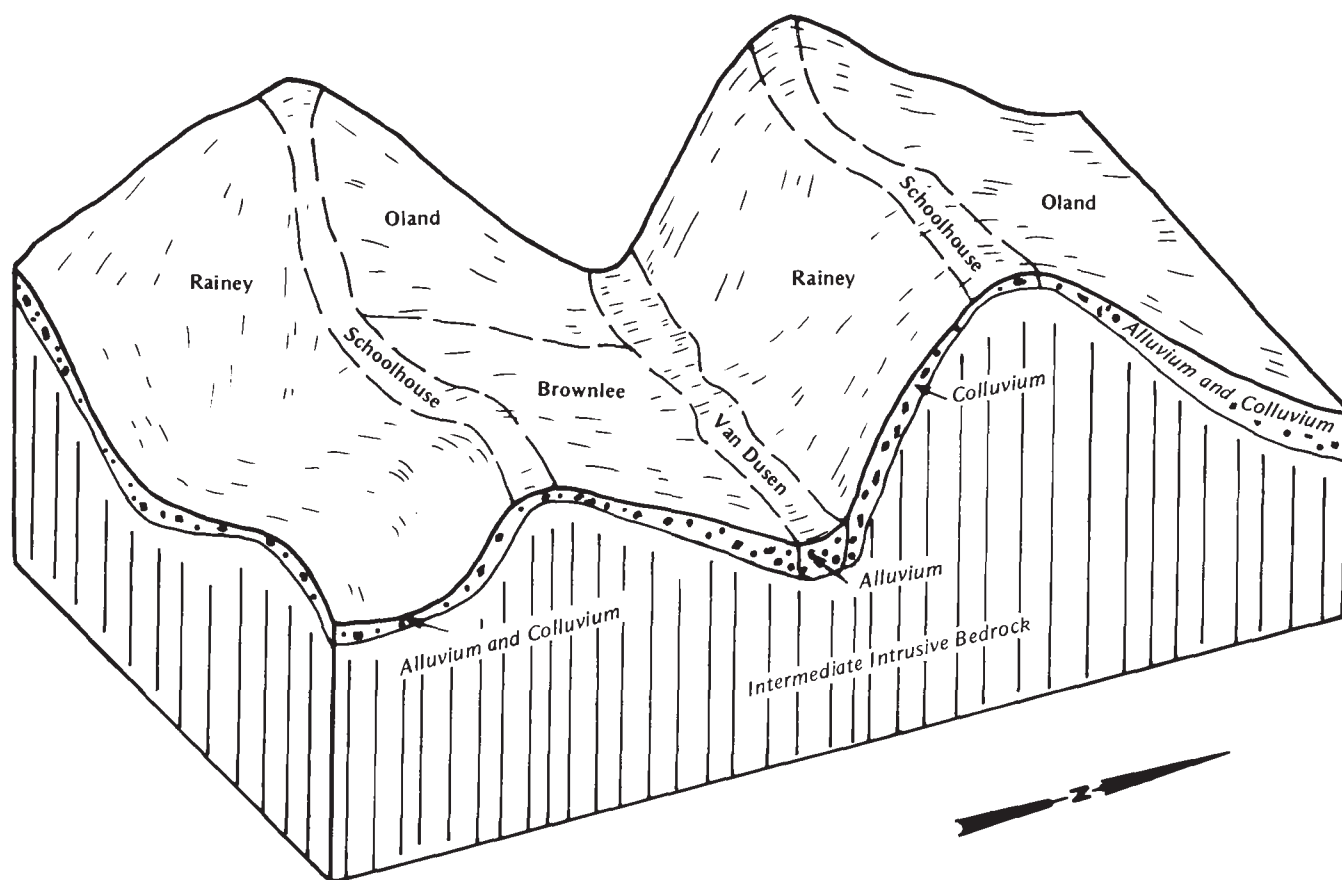 Oland
Schoolhouse
Oland
Rainey
Rainey
Schoolhouse
Brownlee
Colluvium
Alluvium and Colluvium
Van Dusen
Alluvium
Alluvium and Colluvium
Intermediate Intrusive Bedrock
N